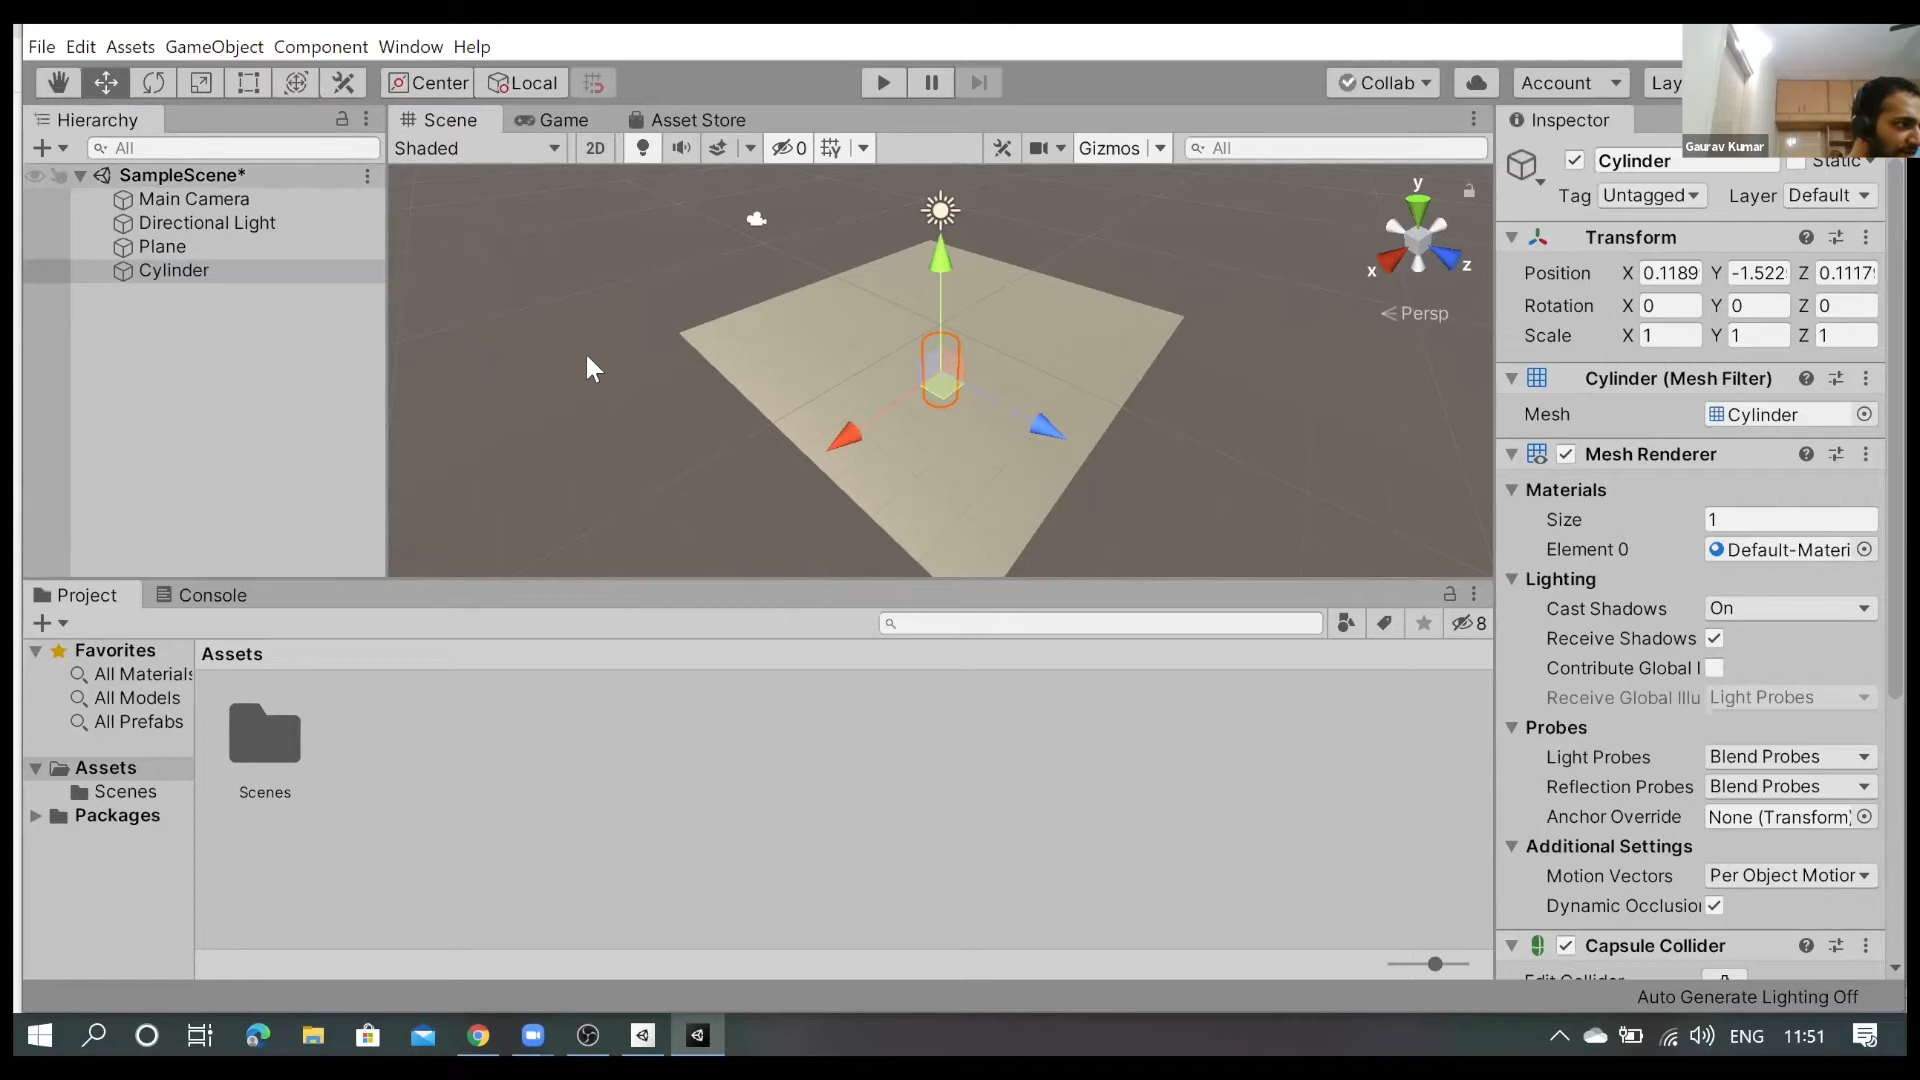 File Edit Assets GameObject Component Window Help
Center Local Collab Account Lay
Gaurav Kumar
Hierarchy
All
SampleScene*
Main Camera
Directional Light
Plane
Cylinder
Scene Game Asset Store
Shaded 2D 0 Gizmos All
y
x z
Persp
Inspector
Cylinder Static
Tag Untagged Layer Default
Transform
Position X 0.1189 Y -1.522 Z 0.1117
Rotation X 0 Y 0 Z 0
Scale X 1 Y 1 Z 1
Cylinder (Mesh Filter)
Mesh Cylinder
Mesh Renderer
Materials
Size 1
Element 0 Default-Materi
Lighting
Cast Shadows On
Receive Shadows
Contribute Global I
Receive Global Illu Light Probes
Probes
Light Probes Blend Probes
Reflection Probes Blend Probes
Anchor Override None (Transform)
Additional Settings
Motion Vectors Per Object Motion
Dynamic Occlusion
Capsule Collider
Edit Collider
Project Console
8
Favorites
All Materials
All Models
All Prefabs
Assets
Scenes
Packages
Assets
Scenes
Auto Generate Lighting Off
ENG 11:51